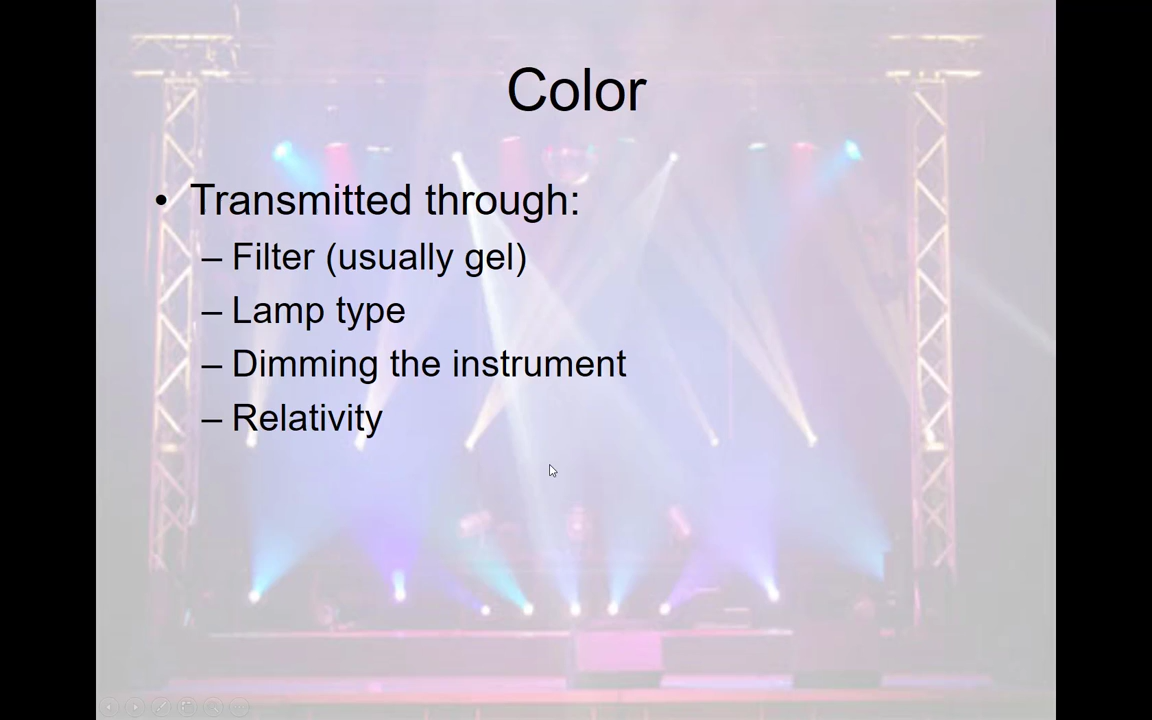 Color
• Transmitted through:
– Filter (usually gel)
– Lamp type
– Dimming the instrument
– Relativity